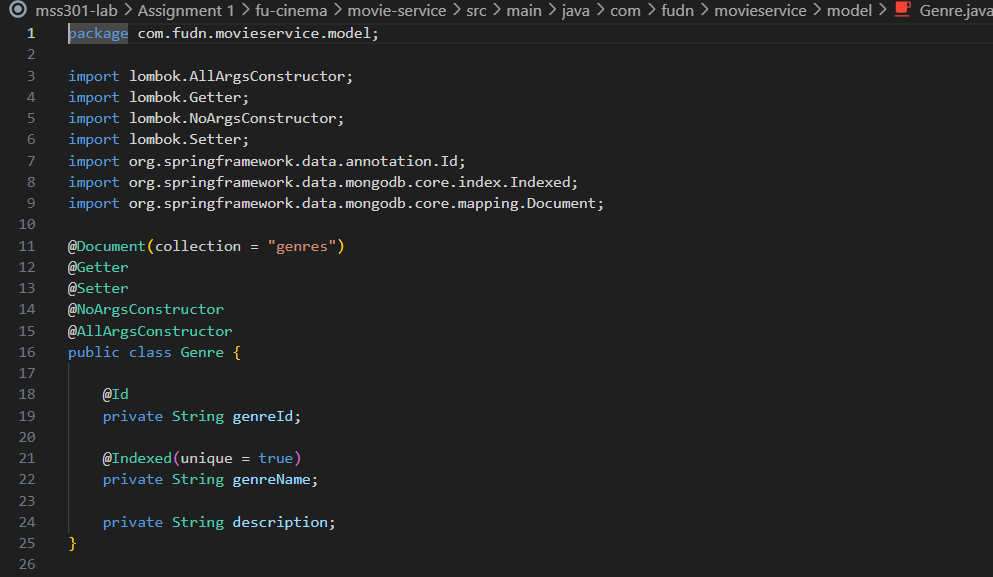 mss301-lab > Assignment 1 > fu-cinema > movie-service > src > main > java > com > fudn > movieservice > model > Genre.java
1 package com.fudn.movieservice.model;
2
3 import lombok.AllArgsConstructor;
4 import lombok.Getter;
5 import lombok.NoArgsConstructor;
6 import lombok.Setter;
7 import org.springframework.data.annotation.Id;
8 import org.springframework.data.mongodb.core.index.Indexed;
9 import org.springframework.data.mongodb.core.mapping.Document;
10
11 @Document(collection = "genres")
12 @Getter
13 @Setter
14 @NoArgsConstructor
15 @AllArgsConstructor
16 public class Genre {
17
18     @Id
19     private String genreId;
20
21     @Indexed(unique = true)
22     private String genreName;
23
24     private String description;
25 }
26